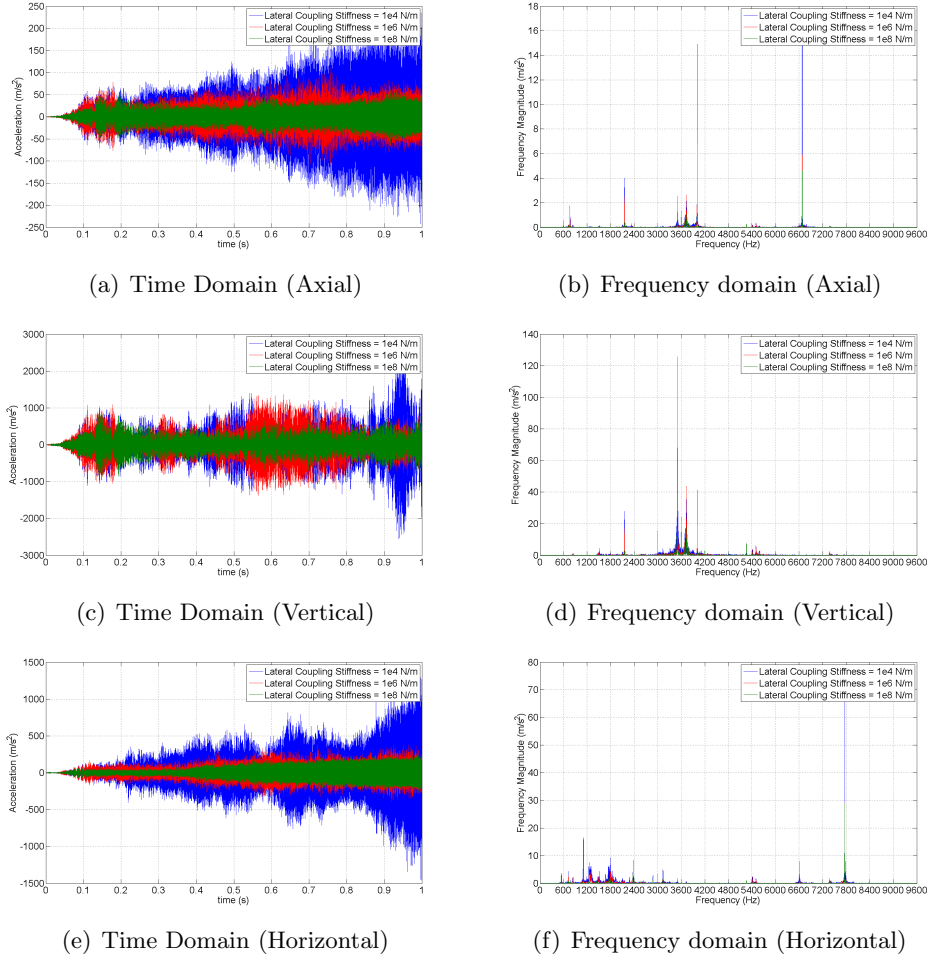 250
200
150
100
50
0
-50
-100
-150
-200
-250
Acceleration (m/s²)
0 0.1 0.2 0.3 0.4 0.5 0.6 0.7 0.8 0.9 1
time (s)
Lateral Coupling Stiffness = 1e4 N/m
Lateral Coupling Stiffness = 1e6 N/m
Lateral Coupling Stiffness = 1e8 N/m
18
16
14
12
10
8
6
4
2
0
Frequency Magnitude (m/s²)
0 600 1200 1800 2400 3000 3600 4200 4800 5400 6000 6600 7200 7800 8400 9000 9600
Frequency (Hz)
Lateral Coupling Stiffness = 1e4 N/m
Lateral Coupling Stiffness = 1e6 N/m
Lateral Coupling Stiffness = 1e8 N/m
(a) Time Domain (Axial)
(b) Frequency domain (Axial)
3000
2000
1000
0
-1000
-2000
-3000
Acceleration (m/s²)
0 0.1 0.2 0.3 0.4 0.5 0.6 0.7 0.8 0.9 1
time (s)
Lateral Coupling Stiffness = 1e4 N/m
Lateral Coupling Stiffness = 1e6 N/m
Lateral Coupling Stiffness = 1e8 N/m
140
120
100
80
60
40
20
0
Frequency Magnitude (m/s²)
0 600 1200 1800 2400 3000 3600 4200 4800 5400 6000 6600 7200 7800 8400 9000 9600
Frequency (Hz)
Lateral Coupling Stiffness = 1e4 N/m
Lateral Coupling Stiffness = 1e6 N/m
Lateral Coupling Stiffness = 1e8 N/m
(c) Time Domain (Vertical)
(d) Frequency domain (Vertical)
1500
1000
500
0
-500
-1000
-1500
Acceleration (m/s²)
0 0.1 0.2 0.3 0.4 0.5 0.6 0.7 0.8 0.9 1
time (s)
Lateral Coupling Stiffness = 1e4 N/m
Lateral Coupling Stiffness = 1e6 N/m
Lateral Coupling Stiffness = 1e8 N/m
80
70
60
50
40
30
20
10
0
Frequency Magnitude (m/s²)
0 600 1200 1800 2400 3000 3600 4200 4800 5400 6000 6600 7200 7800 8400 9000 9600
Frequency (Hz)
Lateral Coupling Stiffness = 1e4 N/m
Lateral Coupling Stiffness = 1e6 N/m
Lateral Coupling Stiffness = 1e8 N/m
(e) Time Domain (Horizontal)
(f) Frequency domain (Horizontal)